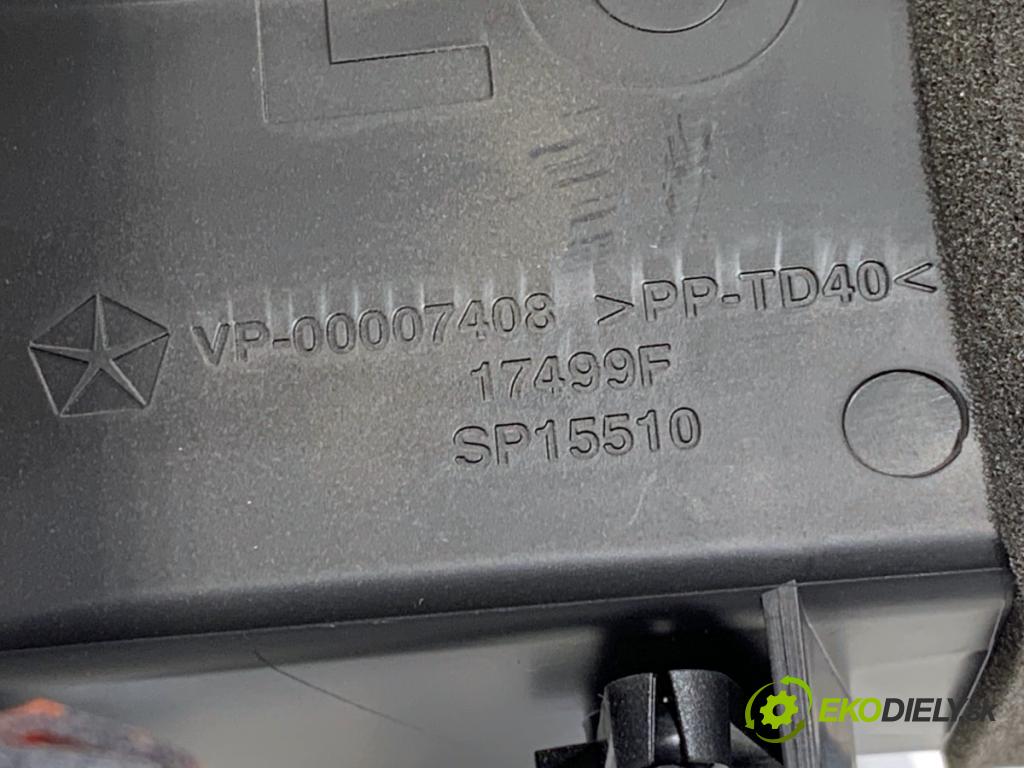 VP-00007408 >PP-TD40<
17499F
SP15510
EKODIELY.SK